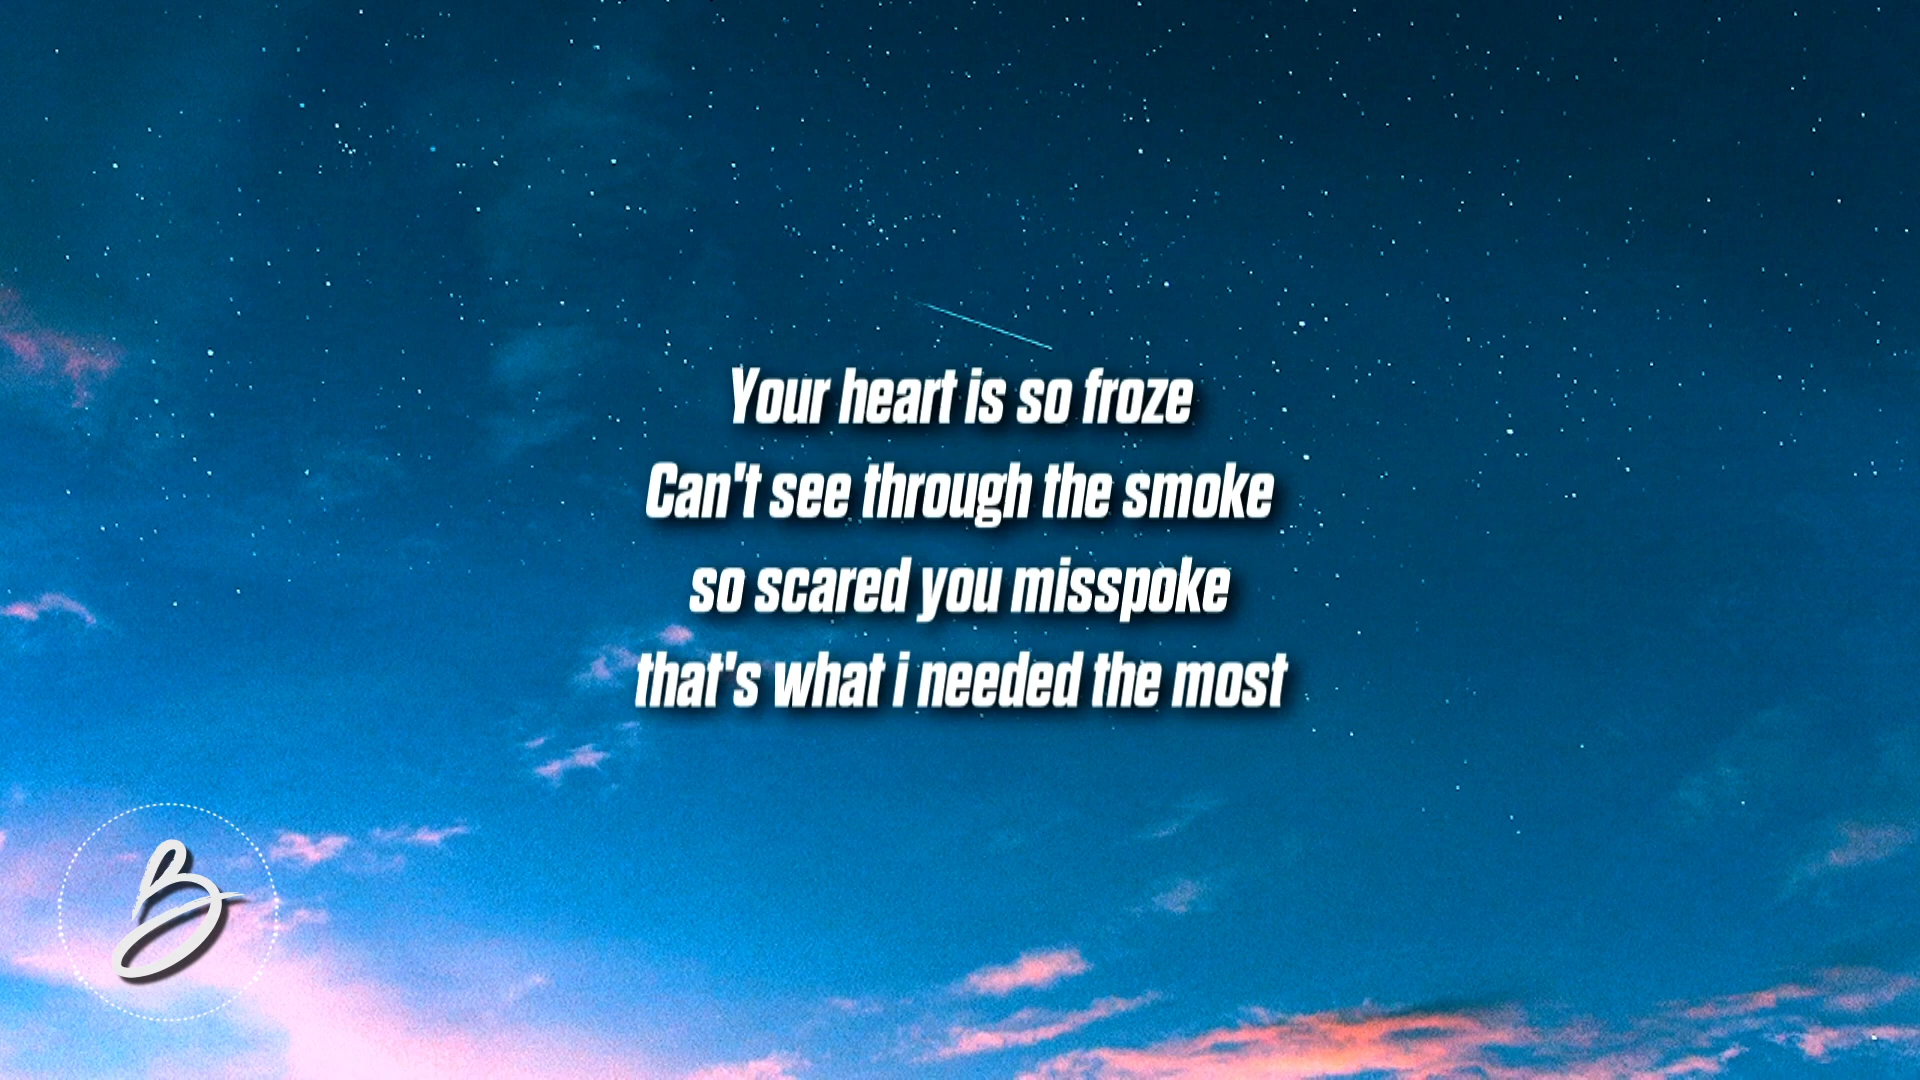 Your heart is so froze
Can't see through the smoke
so scared you misspoke
that's what i needed the most
B